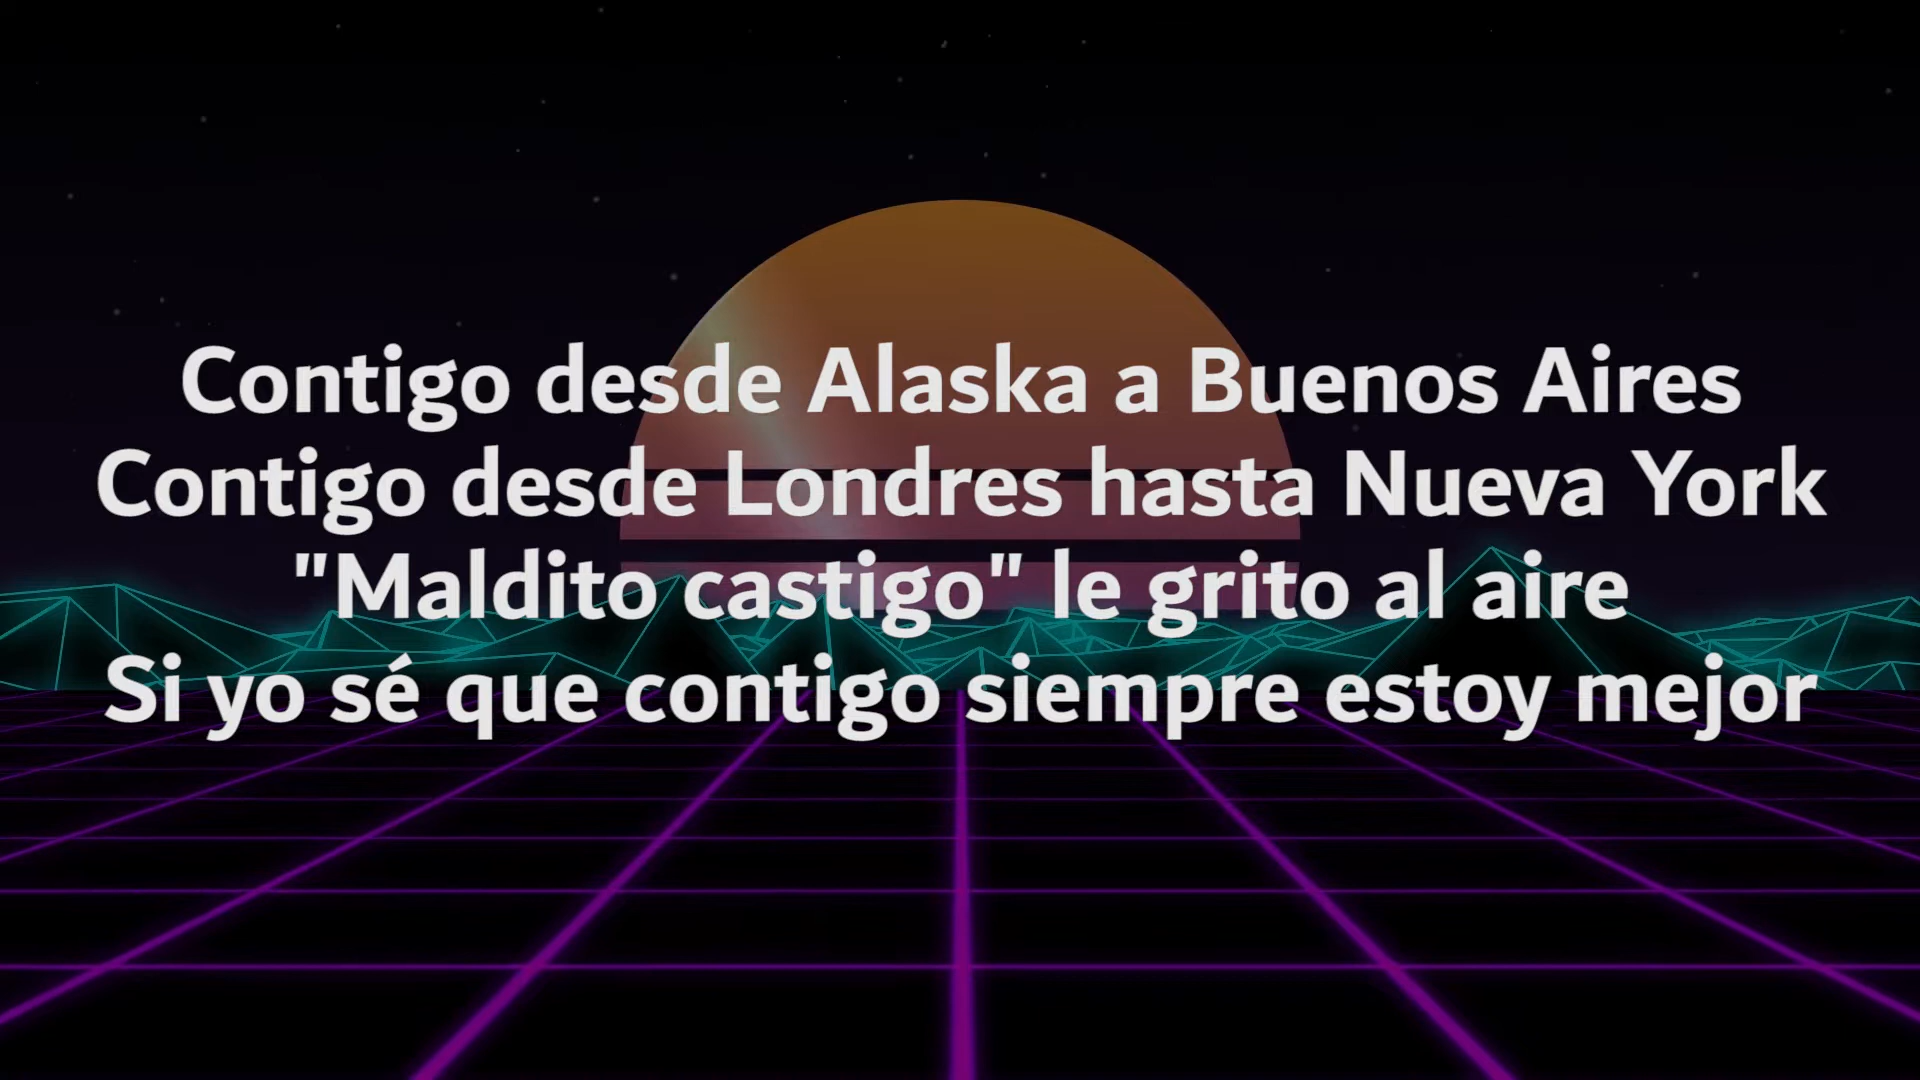 Contigo desde Alaska a Buenos Aires
Contigo desde Londres hasta Nueva York
"Maldito castigo" le grito al aire
Si yo sé que contigo siempre estoy mejor